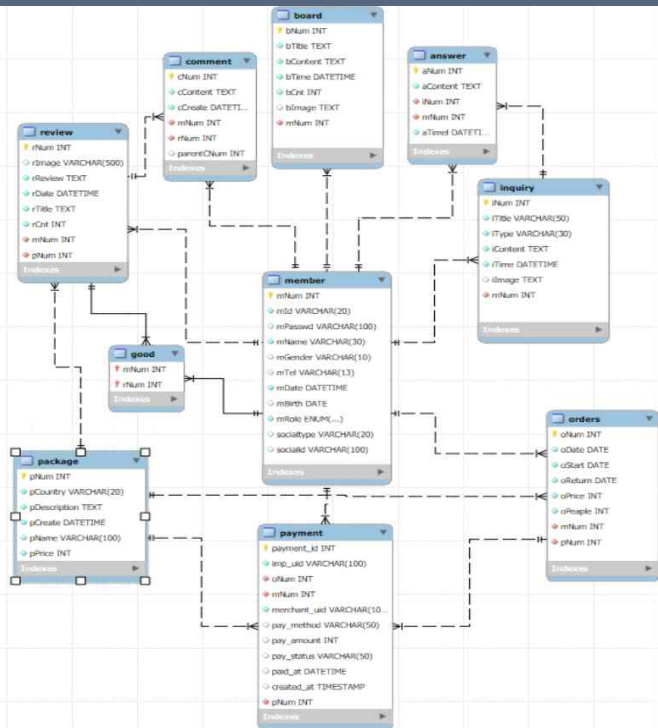 board
bNum INT
bTitle TEXT
bContent TEXT
bTime DATETIME
bCnt INT
bImage TEXT
mNum INT
Indexes
comment
cNum INT
cContent TEXT
cCreate DATETI...
mNum INT
rNum INT
parentCNum INT
Indexes
answer
aNum INT
aContent TEXT
iNum INT
mNum INT
aTimel DATETI...
Indexes
review
rNum INT
rImage VARCHAR(500)
rReview TEXT
rDate DATETIME
rTitle TEXT
rCnt INT
mNum INT
pNum INT
Indexes
inquiry
iNum INT
iTitle VARCHAR(50)
iType VARCHAR(30)
iContent TEXT
iTime DATETIME
iImage TEXT
mNum INT
Indexes
member
mNum INT
mId VARCHAR(20)
mPasswd VARCHAR(100)
mName VARCHAR(30)
mGender VARCHAR(10)
mTel VARCHAR(13)
mDate DATETIME
mBirth DATE
mRole ENUM(...)
socialtype VARCHAR(20)
socialid VARCHAR(100)
Indexes
good
mNum INT
rNum INT
Indexes
orders
oNum INT
oDate DATE
oStart DATE
oReturn DATE
oPrice INT
oPeaple INT
mNum INT
pNum INT
Indexes
package
pNum INT
pCountry VARCHAR(20)
pDescription TEXT
pCreate DATETIME
pName VARCHAR(100)
pPrice INT
Indexes
payment
payment_id INT
imp_uid VARCHAR(100)
oNum INT
mNum INT
merchant_uid VARCHAR(10...
pay_method VARCHAR(50)
pay_amount INT
pay_status VARCHAR(50)
paid_at DATETIME
created_at TIMESTAMP
pNum INT
Indexes